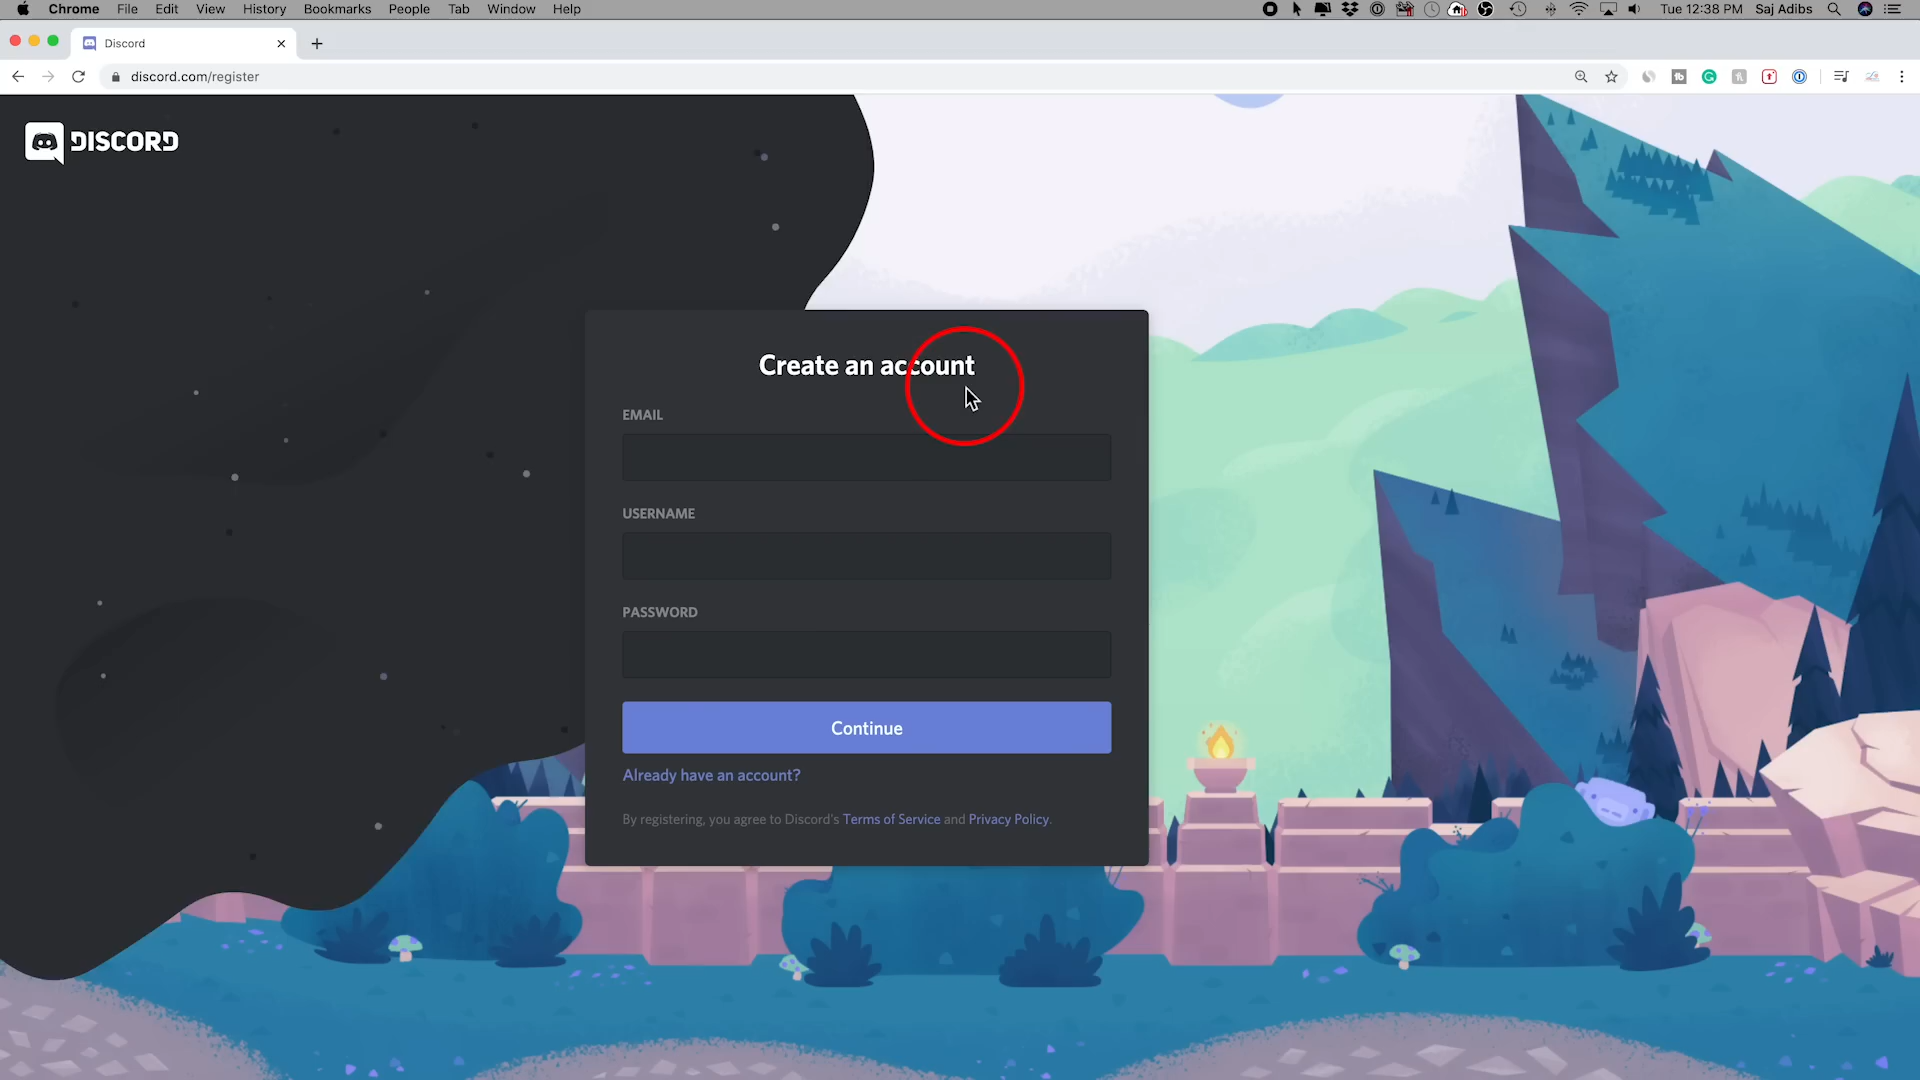 Chrome File Edit View History Bookmarks People Tab Window Help Tue 12:38 PM Saj Adibs
Discord
discord.com/register
DISCORD
Create an account
EMAIL
USERNAME
PASSWORD
Continue
Already have an account?
By registering, you agree to Discord's Terms of Service and Privacy Policy.